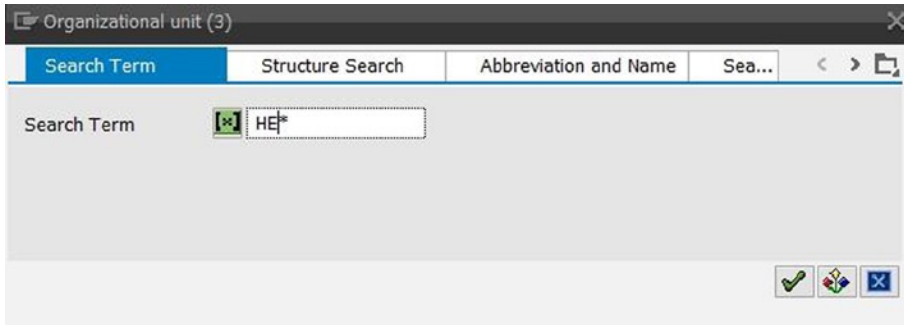 Organizational unit (3)
Search Term Structure Search Abbreviation and Name Sea...
Search Term HE*